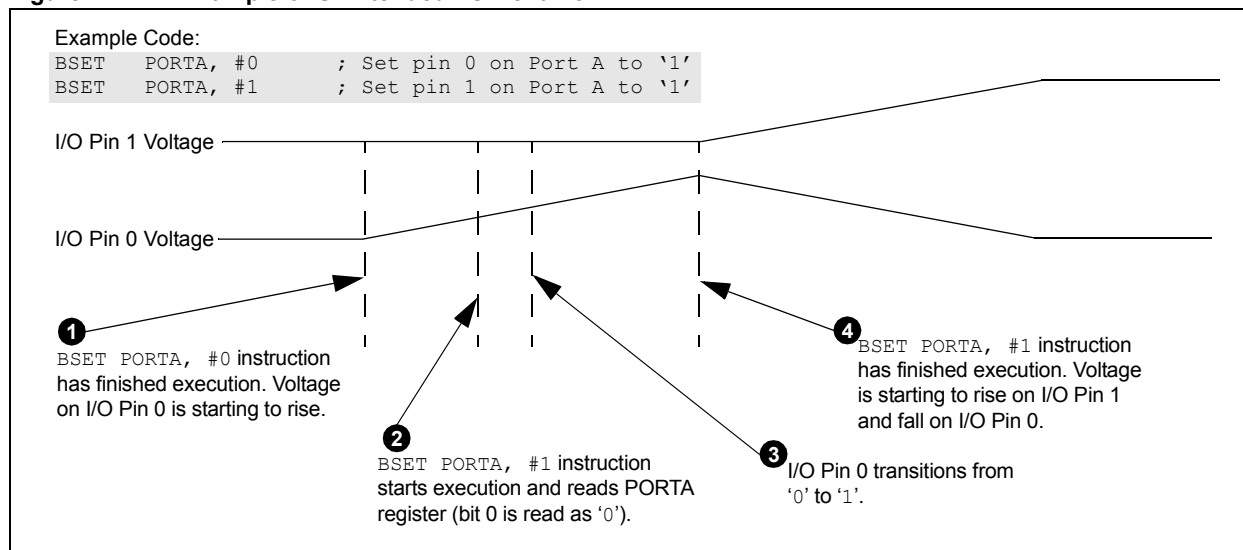 Example Code:
BSET PORTA, #0 ; Set pin 0 on Port A to ‘1’
BSET PORTA, #1 ; Set pin 1 on Port A to ‘1’
I/O Pin 1 Voltage
I/O Pin 0 Voltage
1
BSET PORTA, #0 instruction
has finished execution. Voltage
on I/O Pin 0 is starting to rise.
2
BSET PORTA, #1 instruction
starts execution and reads PORTA
register (bit 0 is read as ‘0’).
3
I/O Pin 0 transitions from
‘0’ to ‘1’.
4
BSET PORTA, #1 instruction
has finished execution. Voltage
is starting to rise on I/O Pin 1
and fall on I/O Pin 0.